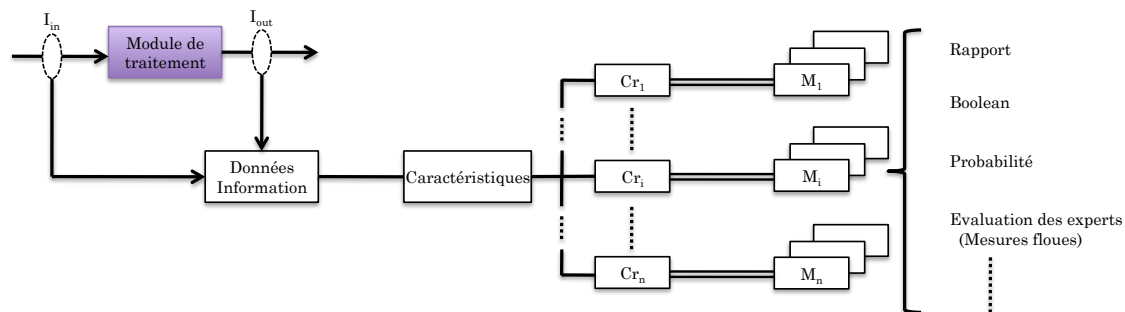 I_in
I_out
Module de
traitement
Données
Information
Caractéristiques
Cr_1
M_1
Cr_i
M_i
Cr_n
M_n
Rapport
Boolean
Probabilité
Evaluation des experts
(Mesures floues)